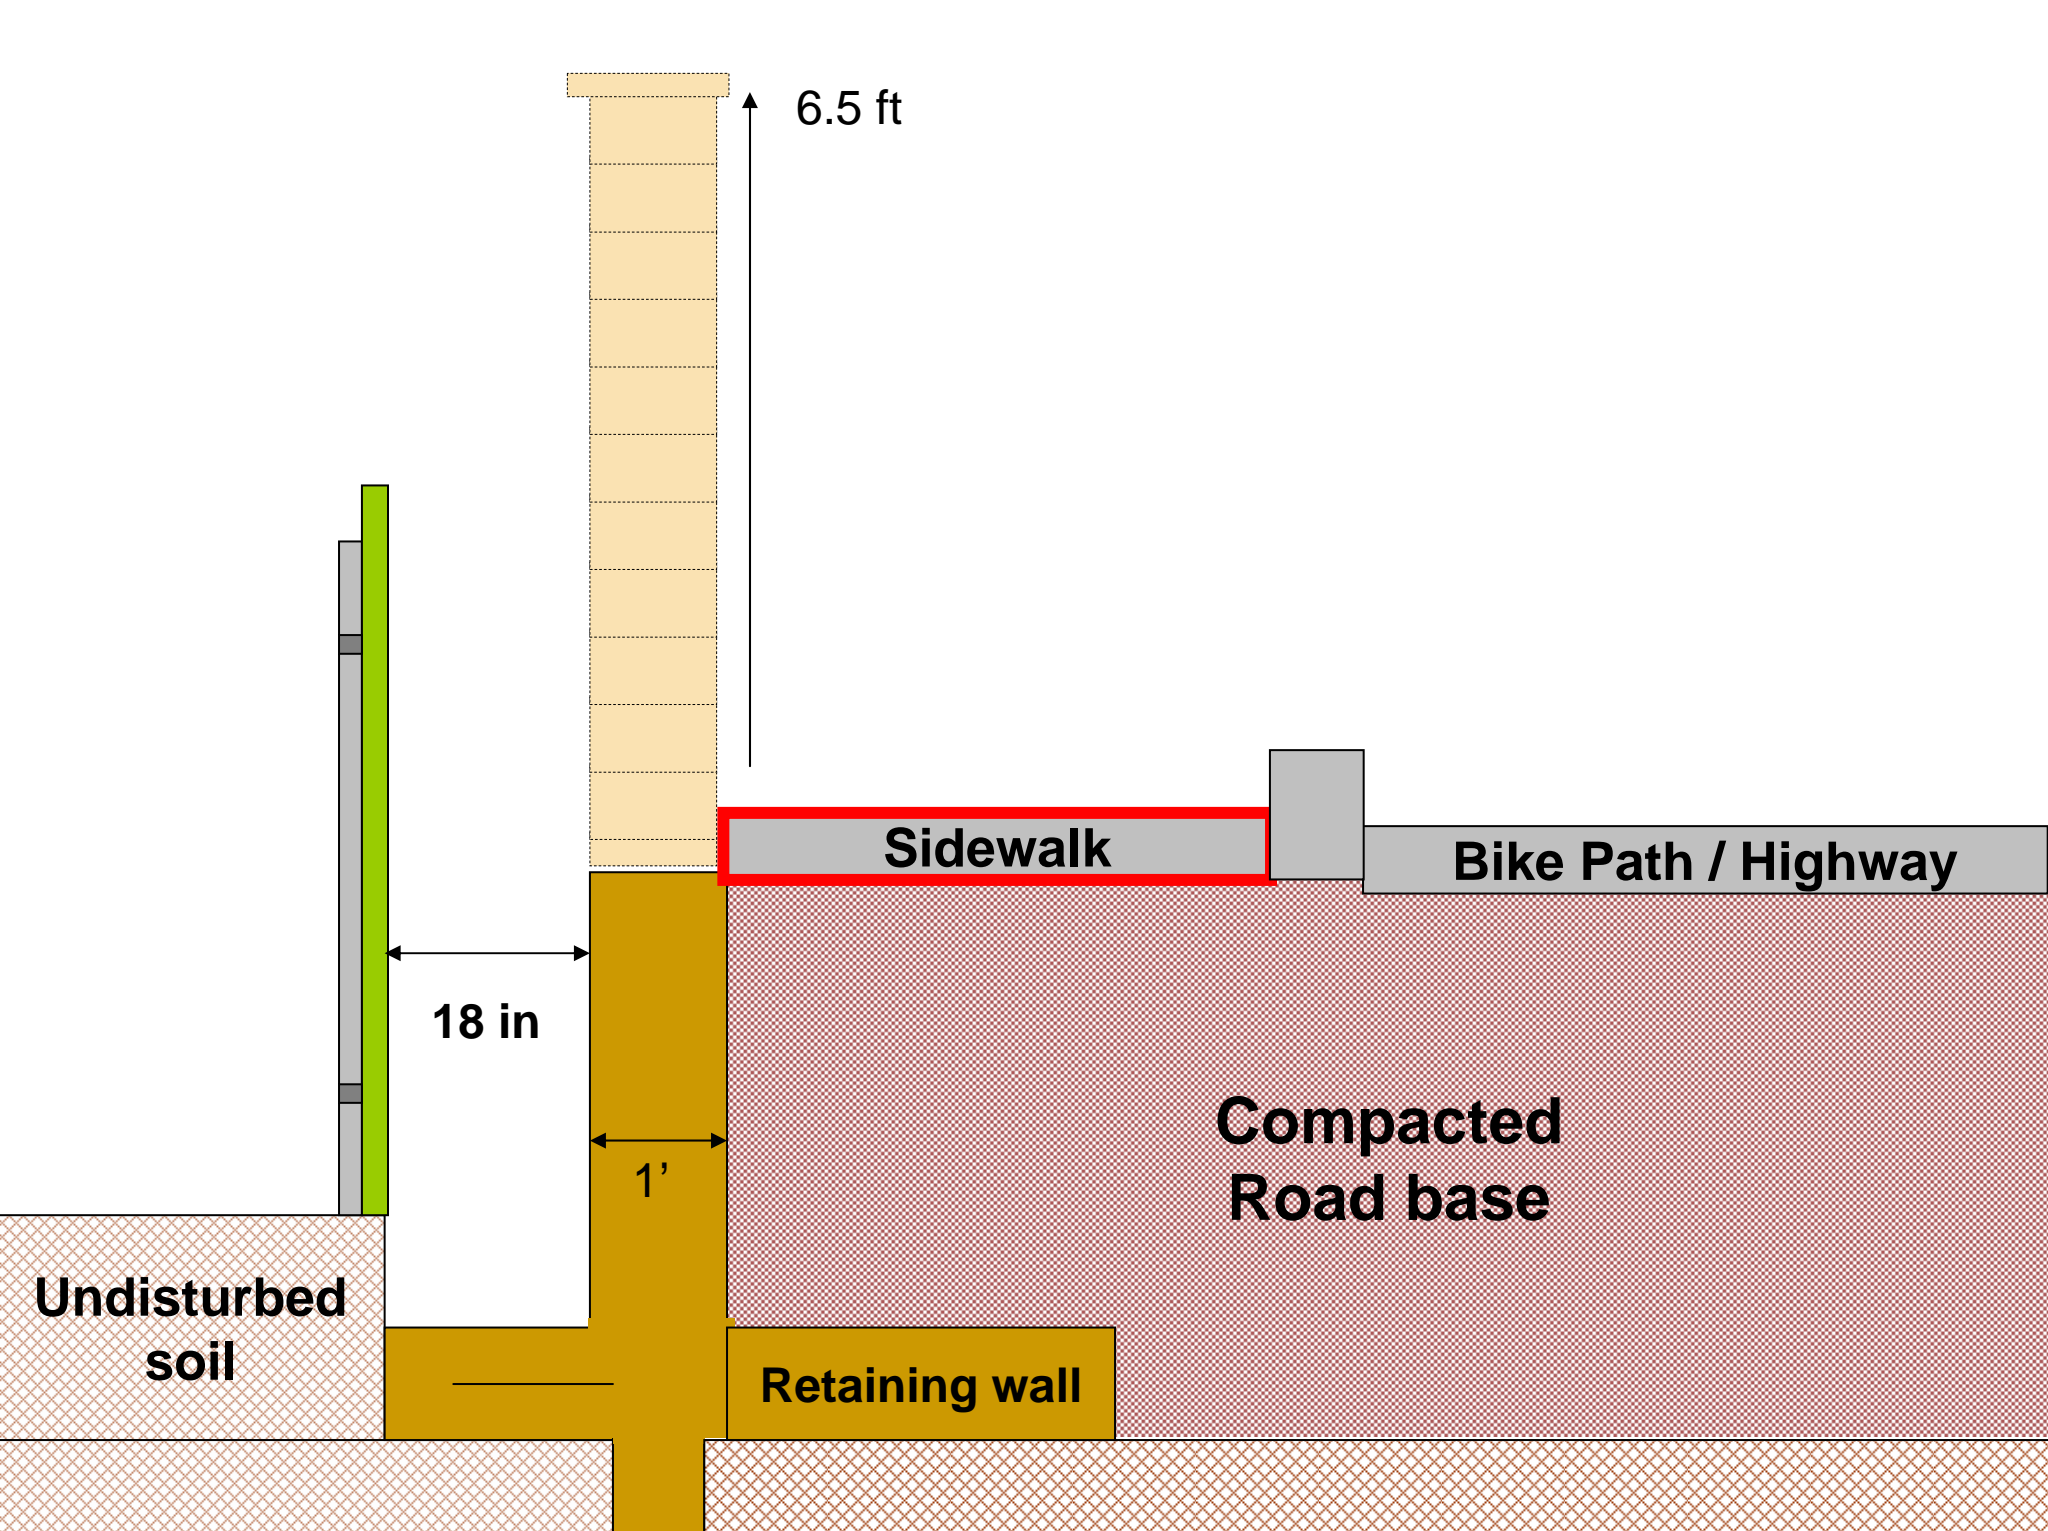 6.5 ft
Sidewalk
Bike Path / Highway
18 in
1’
Compacted
Road base
Undisturbed
soil
Retaining wall